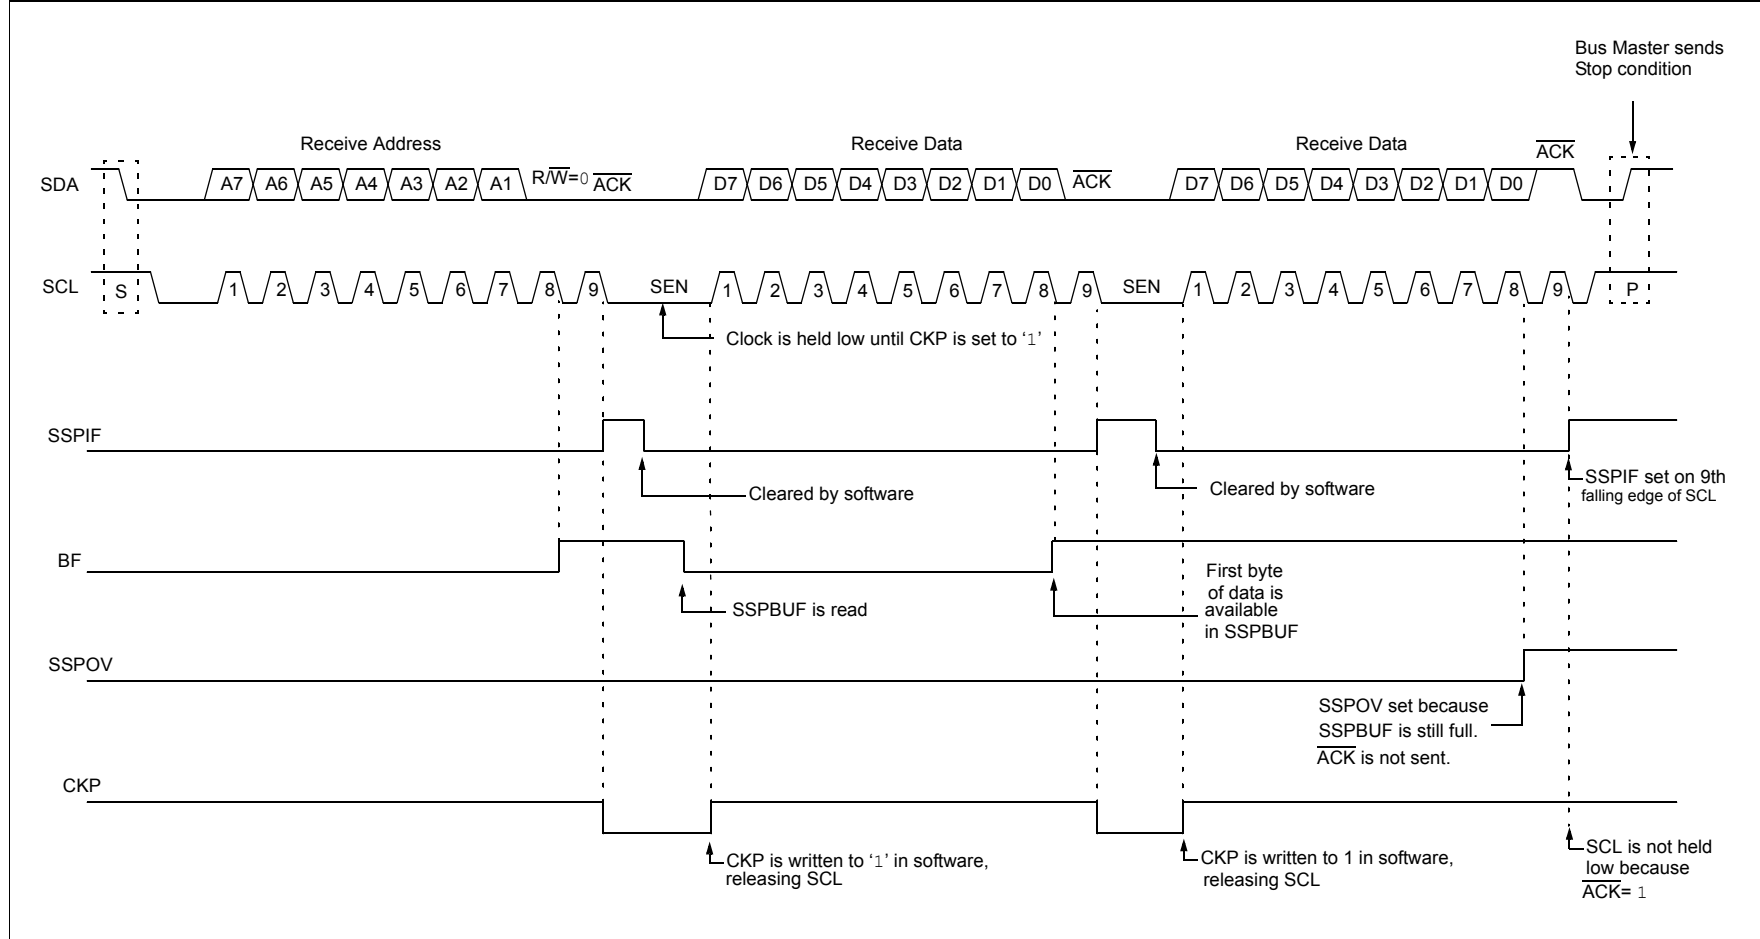 Bus Master sends
Stop condition
Receive Address
Receive Data
Receive Data
ACK
SDA
A7 A6 A5 A4 A3 A2 A1 R/W=0 ACK
D7 D6 D5 D4 D3 D2 D1 D0 ACK
D7 D6 D5 D4 D3 D2 D1 D0
SCL
S
1 2 3 4 5 6 7 8 9
SEN
1 2 3 4 5 6 7 8 9
SEN
1 2 3 4 5 6 7 8 9
P
Clock is held low until CKP is set to ‘1’
SSPIF
Cleared by software
Cleared by software
SSPIF set on 9th
falling edge of SCL
BF
SSPBUF is read
First byte
of data is
available
in SSPBUF
SSPOV
SSPOV set because
SSPBUF is still full.
ACK is not sent.
CKP
CKP is written to ‘1’ in software,
releasing SCL
CKP is written to 1 in software,
releasing SCL
SCL is not held
low because
ACK= 1